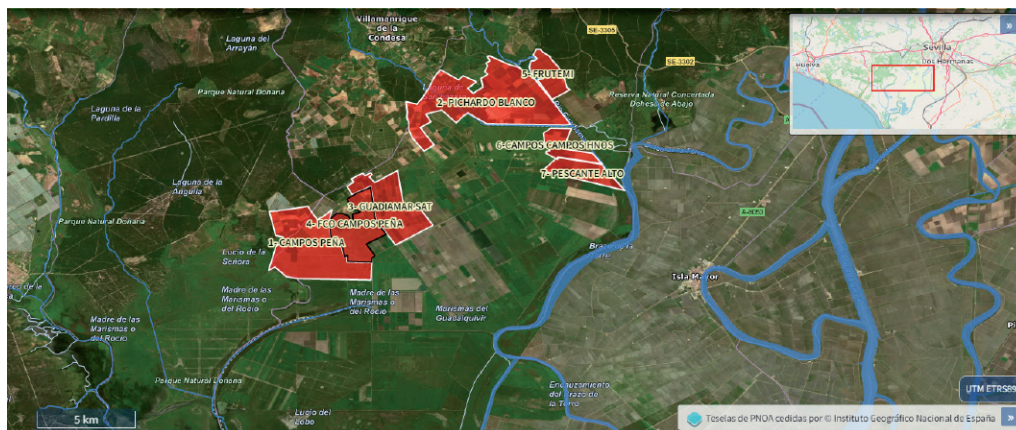 Villamanrique
de la
Condesa
Laguna del
Arrayán
SE-3305
SE-3302
Sevilla
Dos Hermanas
Huelva
»
Parque Natural Doñana
Laguna de la
Pardilla
5- FRUTEMI
2- PICHARDO BLANCO
Reserva Natural Concertada
Dehesa de Abajo
6-CAMPOS CAMPOS HNOS
7- PESCANTE ALTO
Laguna de la
Anguila
3- GUADIAMAR SAT
4- FCO CAMPOS PEÑA
1- CAMPOS PEÑA
Parque Natural Doñana
A-8050
Lucio de la
Señora
Isla Mayor
Madre de las
Marismas o
del Rocío
Madre de las
Marismas o
del Rocío
Marismas del
Guadalquivir
Madre de las
Marismas o
del Rocío
Parque Natural Doñana
Encauzamiento
del Brazo de
la Torre
Lucio del
Lobo
UTM ETRS89
5 km
Teselas de PNOA cedidas por © Instituto Geográfico Nacional de España
»